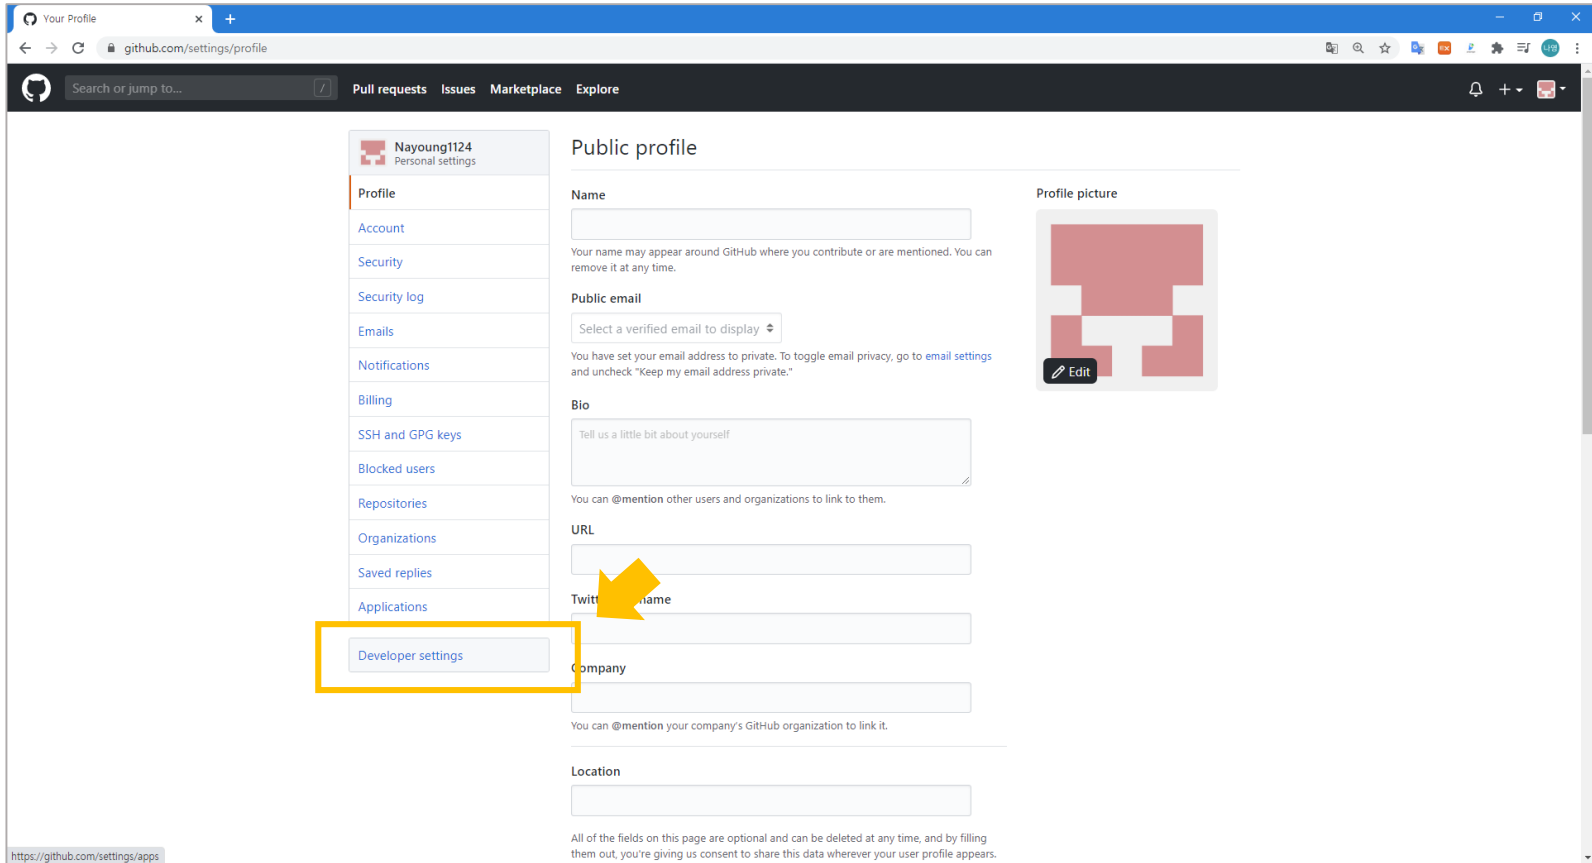 Your Profile
github.com/settings/profile
나영
Search or jump to...
/
Pull requests Issues Marketplace Explore
Nayoung1124
Personal settings
Profile
Account
Security
Security log
Emails
Notifications
Billing
SSH and GPG keys
Blocked users
Repositories
Organizations
Saved replies
Applications
Developer settings
Public profile
Name
Your name may appear around GitHub where you contribute or are mentioned. You can
remove it at any time.
Public email
Select a verified email to display
You have set your email address to private. To toggle email privacy, go to email settings
and uncheck "Keep my email address private."
Bio
Tell us a little bit about yourself
You can @mention other users and organizations to link to them.
URL
Company
You can @mention your company's GitHub organization to link it.
Location
All of the fields on this page are optional and can be deleted at any time, and by filling
them out, you're giving us consent to share this data wherever your user profile appears.
Profile picture
Edit
https://github.com/settings/apps